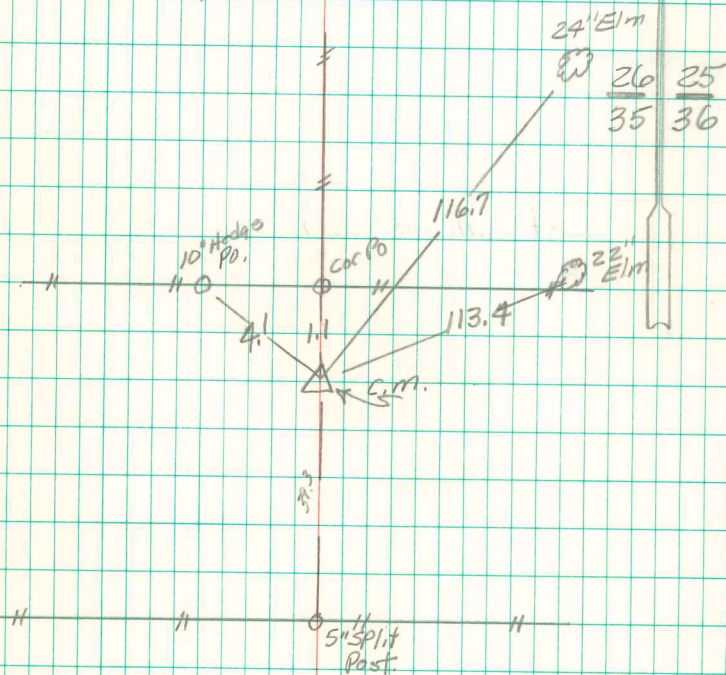 24" Elm
26 25
35 36
116.7
10" Hedge
Po.
Cor Po
22"
Elm
4.1
1.1
113.4
C.M.
5" Split
Post.